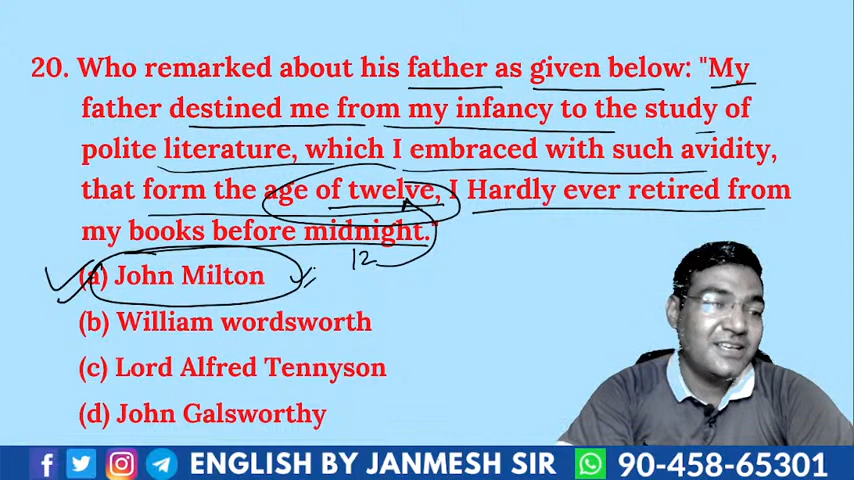 20. Who remarked about his father as given below: "My
father destined me from my infancy to the study of
polite literature, which I embraced with such avidity,
that form the age of twelve, I Hardly ever retired from
my books before midnight."
12
(a) John Milton
(b) William wordsworth
(c) Lord Alfred Tennyson
(d) John Galsworthy
f ENGLISH BY JANMESH SIR 90-458-65301